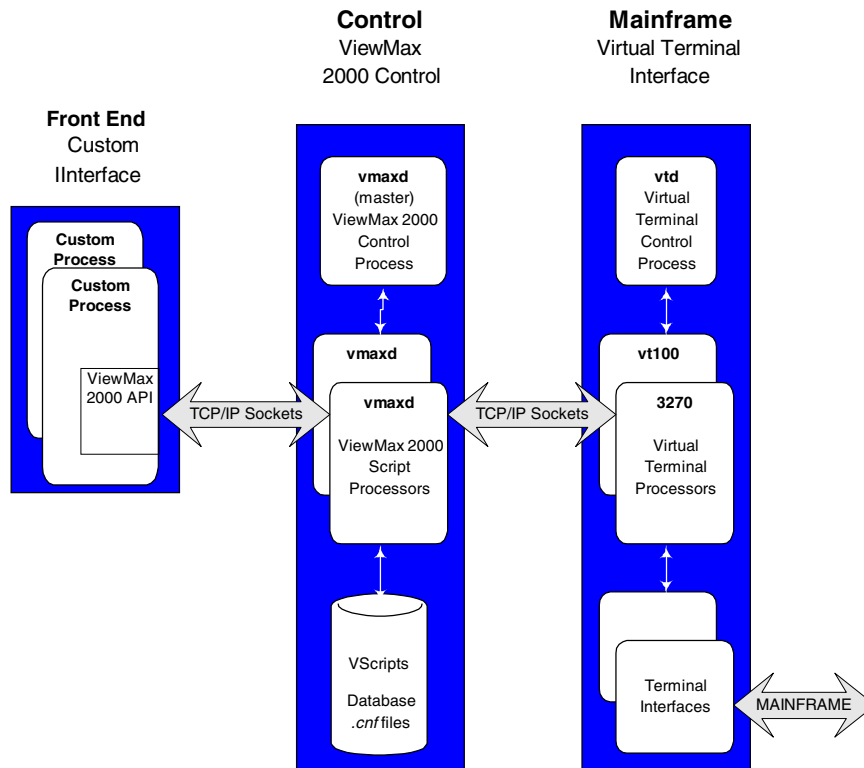 Control
ViewMax
2000 Control
Mainframe
Virtual Terminal
Interface
Front End
Custom
IInterface
Custom
Process
Custom
Process
ViewMax
2000 API
TCP/IP Sockets
vmaxd
(master)
ViewMax 2000
Control
Process
vmaxd
vmaxd
ViewMax 2000
Script
Processors
VScripts
Database
.cnf files
TCP/IP Sockets
vtd
Virtual
Terminal
Control
Process
vt100
3270
Virtual
Terminal
Processors
Terminal
Interfaces
MAINFRAME